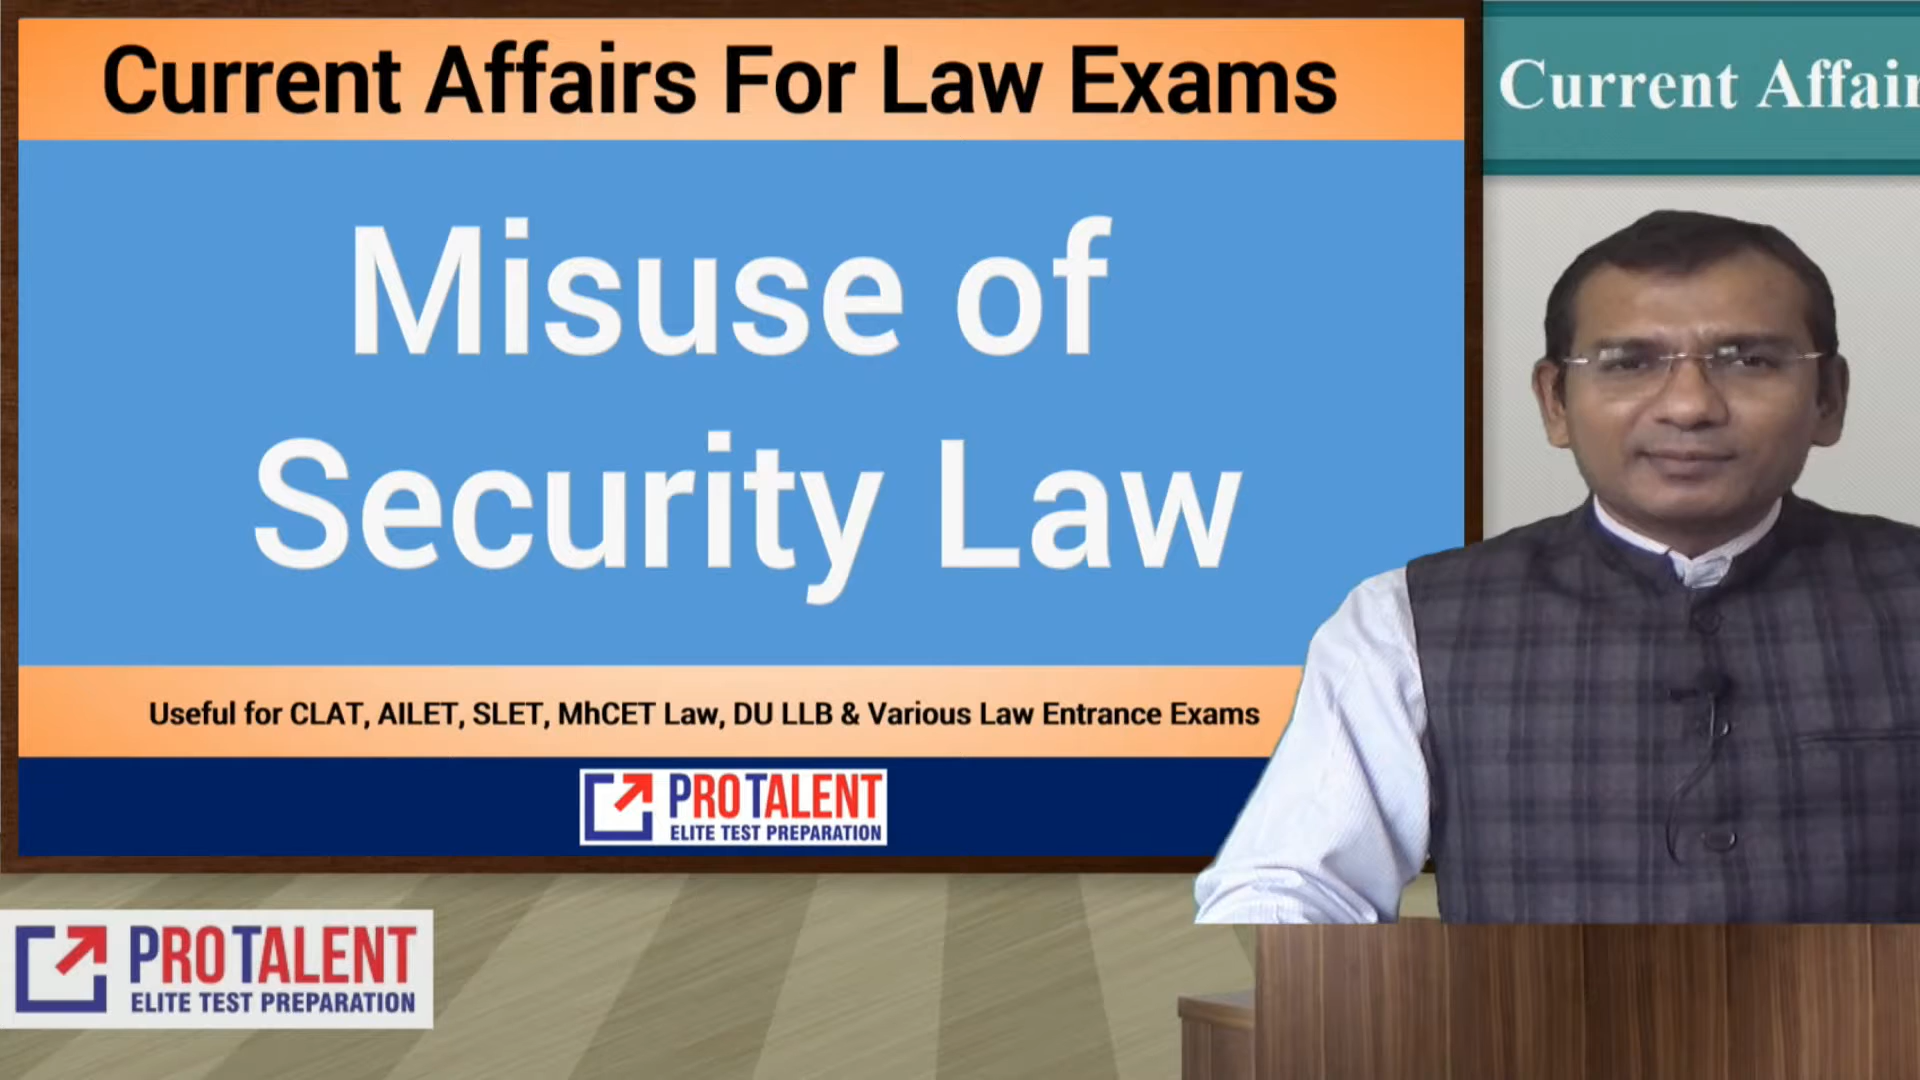 Current Affairs For Law Exams
Current Affair
Misuse of
Security Law
Useful for CLAT, AILET, SLET, MhCET Law, DU LLB & Various Law Entrance Exams
PROTALENT
ELITE TEST PREPARATION
PROTALENT
ELITE TEST PREPARATION